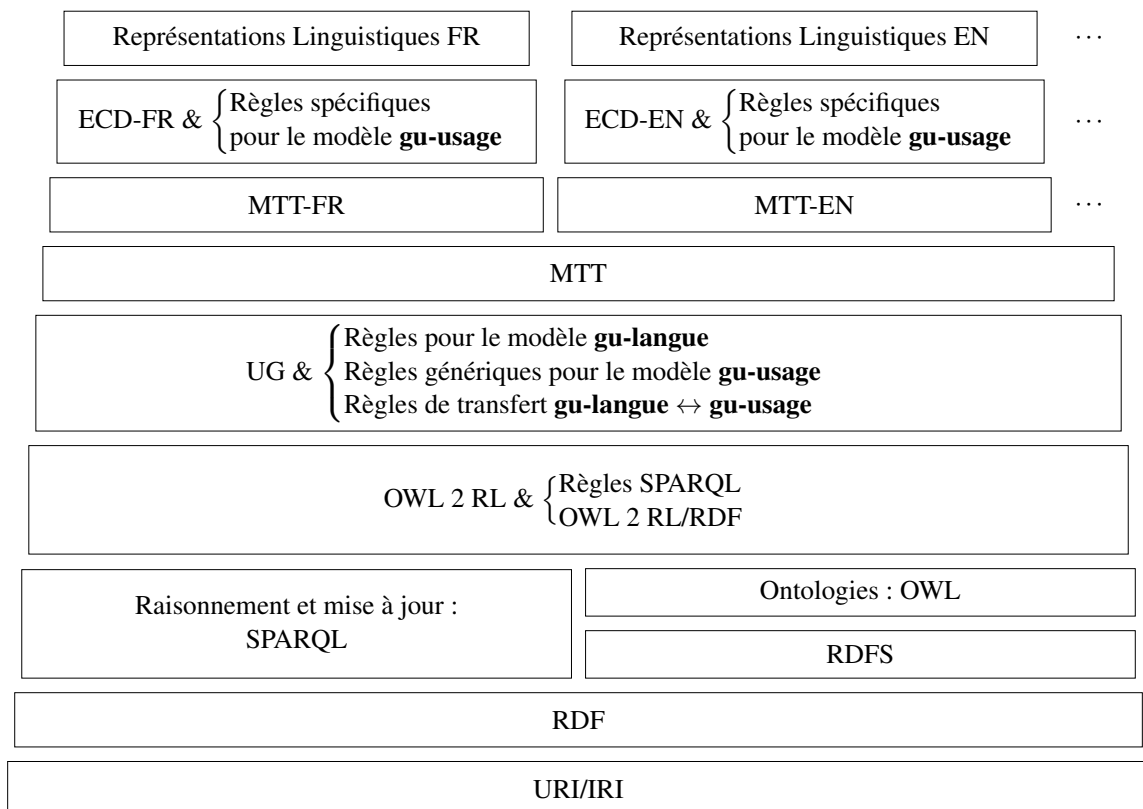 Représentations Linguistiques FR
Représentations Linguistiques EN
···
ECD-FR & { Règles spécifiques
pour le modèle gu-usage
ECD-EN & { Règles spécifiques
pour le modèle gu-usage
···
MTT-FR
MTT-EN
···
MTT
UG & { Règles pour le modèle gu-langue
Règles génériques pour le modèle gu-usage
Règles de transfert gu-langue ↔ gu-usage
OWL 2 RL & { Règles SPARQL
OWL 2 RL/RDF
Raisonnement et mise à jour :
SPARQL
Ontologies : OWL
RDFS
RDF
URI/IRI